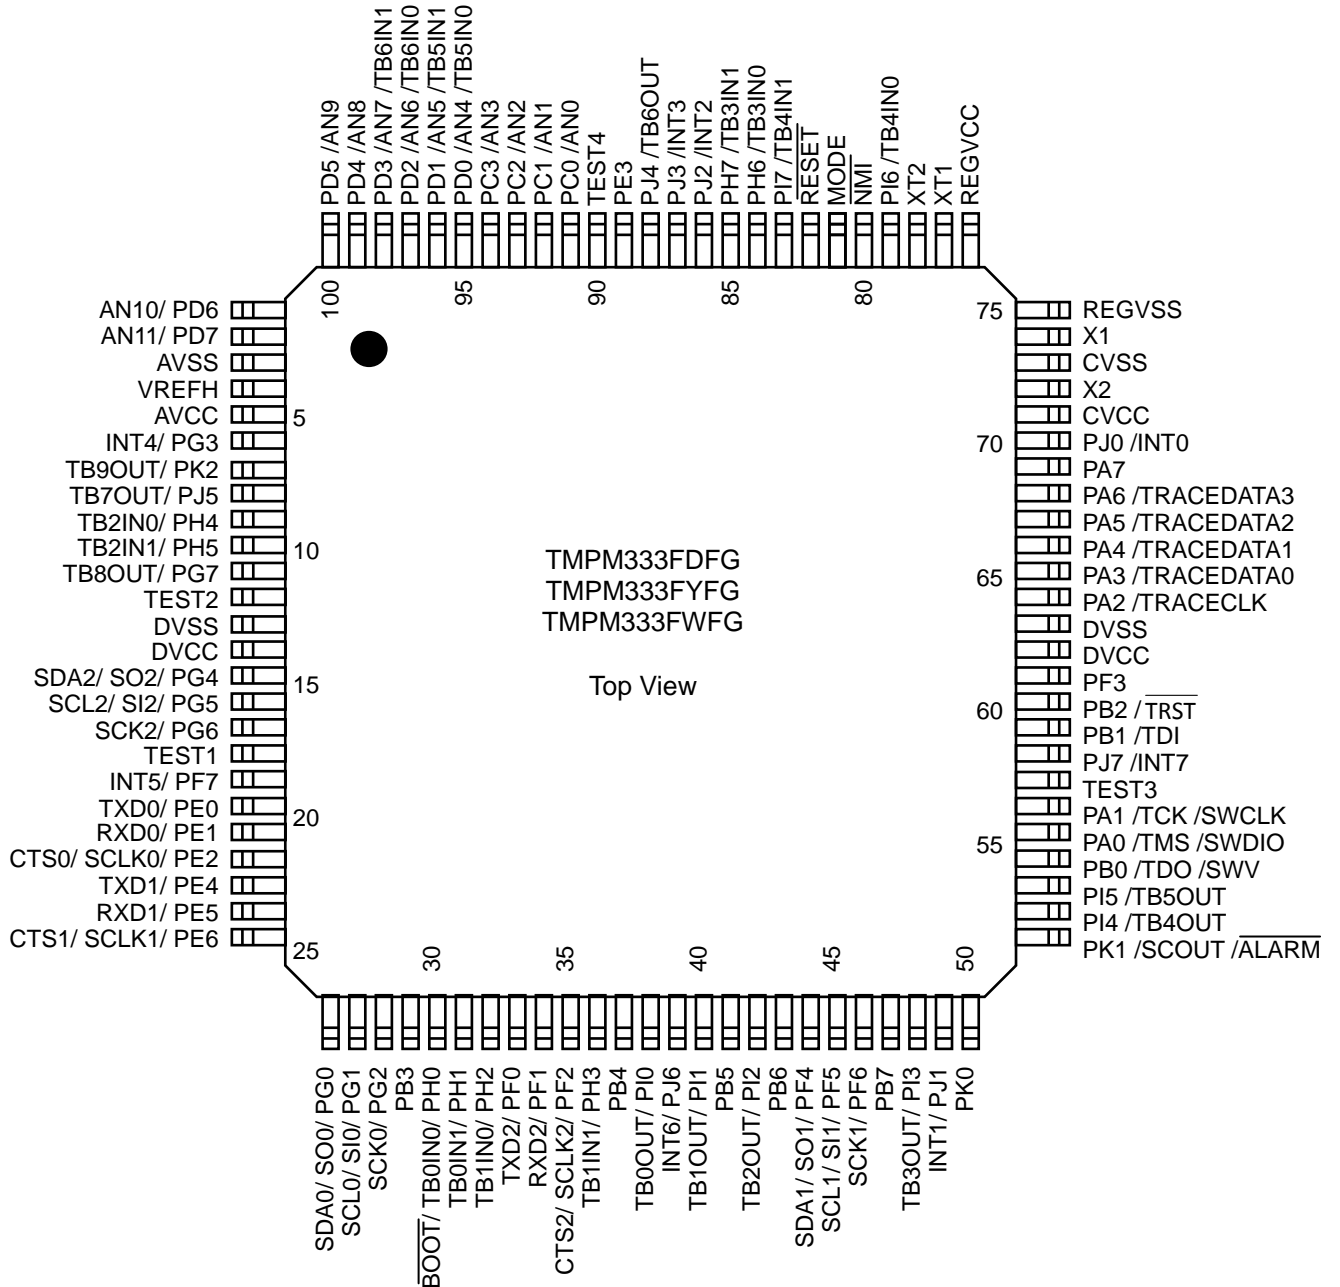 PD5 /AN9
PD4 /AN8
PD3 /AN7 /TB6IN1
PD2 /AN6 /TB6IN0
PD1 /AN5 /TB5IN1
PD0 /AN4 /TB5IN0
PC3 /AN3
PC2 /AN2
PC1 /AN1
PC0 /AN0
TEST4
PE3
PJ4 /TB6OUT
PJ3 /INT3
PJ2 /INT2
PH7 /TB3IN1
PH6 /TB3IN0
PI7 /TB4IN1
RESET
MODE
NMI
PI6 /TB4IN0
XT2
XT1
REGVCC
100
95
90
85
80
AN10/ PD6
AN11/ PD7
AVSS
VREFH
AVCC
INT4/ PG3
TB9OUT/ PK2
TB7OUT/ PJ5
TB2IN0/ PH4
TB2IN1/ PH5
TB8OUT/ PG7
TEST2
DVSS
DVCC
SDA2/ SO2/ PG4
SCL2/ SI2/ PG5
SCK2/ PG6
TEST1
INT5/ PF7
TXD0/ PE0
RXD0/ PE1
CTS0/ SCLK0/ PE2
TXD1/ PE4
RXD1/ PE5
CTS1/ SCLK1/ PE6
5
10
15
20
25
TMPM333FDFG
TMPM333FYFG
TMPM333FWFG
Top View
75
70
65
60
55
REGVSS
X1
CVSS
X2
CVCC
PJ0 /INT0
PA7
PA6 /TRACEDATA3
PA5 /TRACEDATA2
PA4 /TRACEDATA1
PA3 /TRACEDATA0
PA2 /TRACECLK
DVSS
DVCC
PF3
PB2 / TRST
PB1 /TDI
PJ7 /INT7
TEST3
PA1 /TCK /SWCLK
PA0 /TMS /SWDIO
PB0 /TDO /SWV
PI5 /TB5OUT
PI4 /TB4OUT
PK1 /SCOUT /ALARM
30
35
40
45
50
SDA0/ SO0/ PG0
SCL0/ SI0/ PG1
SCK0/ PG2
PB3
BOOT/ TB0IN0/ PH0
TB0IN1/ PH1
TB1IN0/ PH2
TXD2/ PF0
RXD2/ PF1
CTS2/ SCLK2/ PF2
TB1IN1/ PH3
PB4
TB0OUT/ PI0
INT6/ PJ6
TB1OUT/ PI1
PB5
TB2OUT/ PI2
PB6
SDA1/ SO1/ PF4
SCL1/ SI1/ PF5
SCK1/ PF6
PB7
TB3OUT/ PI3
INT1/ PJ1
PK0